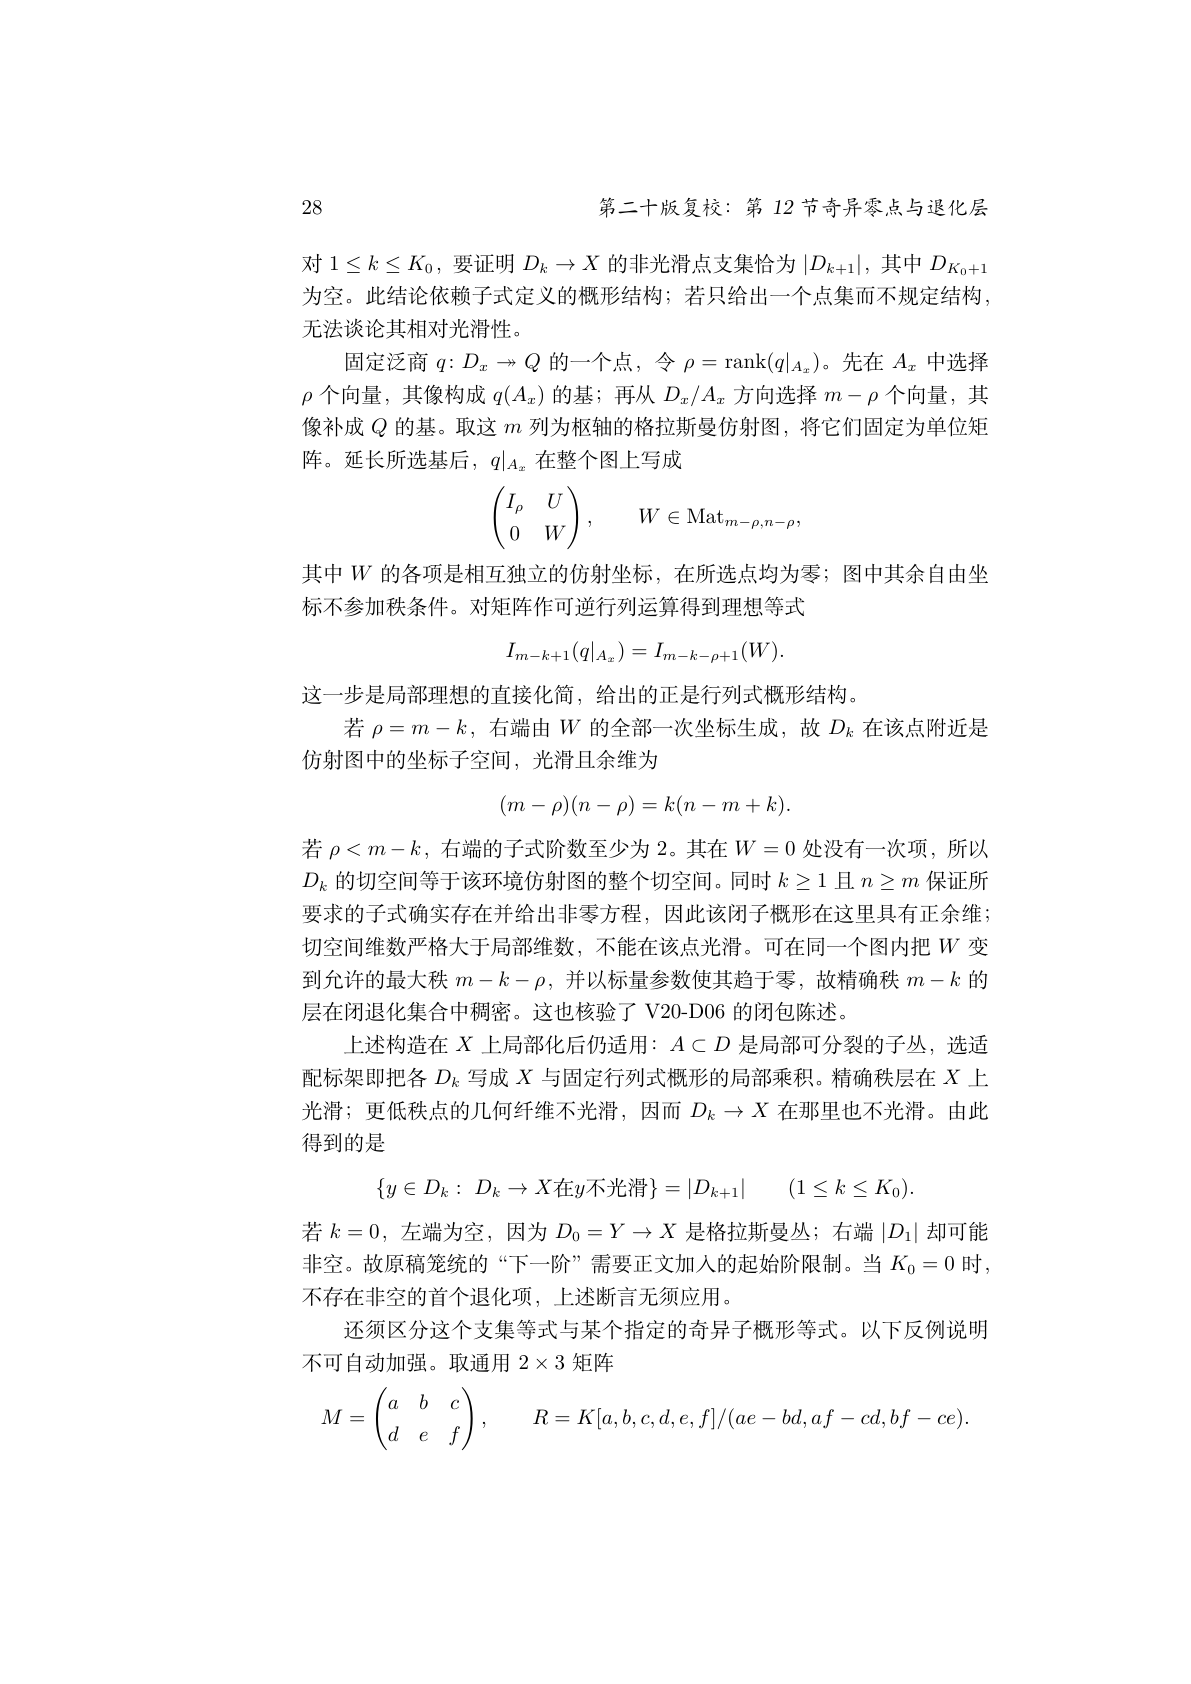 28 第二十版复校：第 12 节奇异零点与退化层
对 1 ≤ k ≤ K₀，要证明 Dₖ → X 的非光滑点支集恰为 |Dₖ₊₁|，其中 D_{K₀+1}
为空。此结论依赖子式定义的概形结构；若只给出一个点集而不规定结构，
无法谈论其相对光滑性。
固定泛商 q: Dₓ ↠ Q 的一个点，令 ρ = rank(q|_{Aₓ})。先在 Aₓ 中选择
ρ 个向量，其像构成 q(Aₓ) 的基；再从 Dₓ/Aₓ 方向选择 m − ρ 个向量，其
像补成 Q 的基。取这 m 列为枢轴的格拉斯曼仿射图，将它们固定为单位矩
阵。延长所选基后，q|_{Aₓ} 在整个图上写成
\begin{pmatrix} I_ρ & U \\ 0 & W \end{pmatrix}, W ∈ Mat_{m−ρ,n−ρ},
其中 W 的各项是相互独立的仿射坐标，在所选点均为零；图中其余自由坐
标不参加秩条件。对矩阵作可逆行列运算得到理想等式
I_{m−k+1}(q|_{Aₓ}) = I_{m−k−ρ+1}(W).
这一步是局部理想的直接化简，给出的正是行列式概形结构。
若 ρ = m − k，右端由 W 的全部一次坐标生成，故 Dₖ 在该点附近是
仿射图中的坐标子空间，光滑且余维为
(m − ρ)(n − ρ) = k(n − m + k).
若 ρ < m − k，右端的子式阶数至少为 2。其在 W = 0 处没有一次项，所以
Dₖ 的切空间等于该环境仿射图的整个切空间。同时 k ≥ 1 且 n ≥ m 保证所
要求的子式确实存在并给出非零方程，因此该闭子概形在这里具有正余维；
切空间维数严格大于局部维数，不能在该点光滑。可在同一个图内把 W 变
到允许的最大秩 m − k − ρ，并以标量参数使其趋于零，故精确秩 m − k 的
层在闭退化集合中稠密。这也核验了 V20-D06 的闭包陈述。
上述构造在 X 上局部化后仍适用：A ⊂ D 是局部可分裂的子丛，选适
配标架即把各 Dₖ 写成 X 与固定行列式概形的局部乘积。精确秩层在 X 上
光滑；更低秩点的几何纤维不光滑，因而 Dₖ → X 在那里也不光滑。由此
得到的是
{y ∈ Dₖ : Dₖ → X在y不光滑} = |Dₖ₊₁| (1 ≤ k ≤ K₀).
若 k = 0，左端为空，因为 D₀ = Y → X 是格拉斯曼丛；右端 |D₁| 却可能
非空。故原稿笼统的 “下一阶” 需要正文加入的起始阶限制。当 K₀ = 0 时，
不存在非空的首个退化项，上述断言无须应用。
还须区分这个支集等式与某个指定的奇异子概形等式。以下反例说明
不可自动加强。取通用 2 × 3 矩阵
M = \begin{pmatrix} a & b & c \\ d & e & f \end{pmatrix}, R = K[a, b, c, d, e, f]/(ae − bd, af − cd, bf − ce).